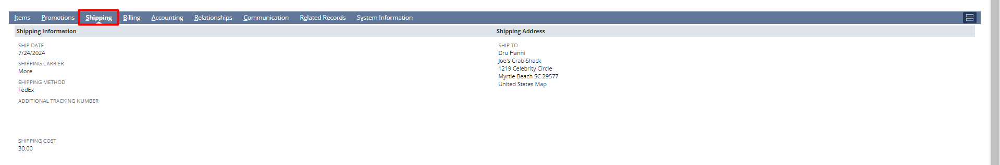 Items Promotions Shipping Billing Accounting Relationships Communication Related Records System Information
Shipping Information
SHIP DATE
7/24/2024
SHIPPING CARRIER
More
SHIPPING METHOD
FedEx
ADDITIONAL TRACKING NUMBER
SHIPPING COST
30.00
Shipping Address
SHIP TO
Dru Hanni
Joe's Crab Shack
1219 Celebrity Circle
Myrtle Beach SC 29577
United States Map